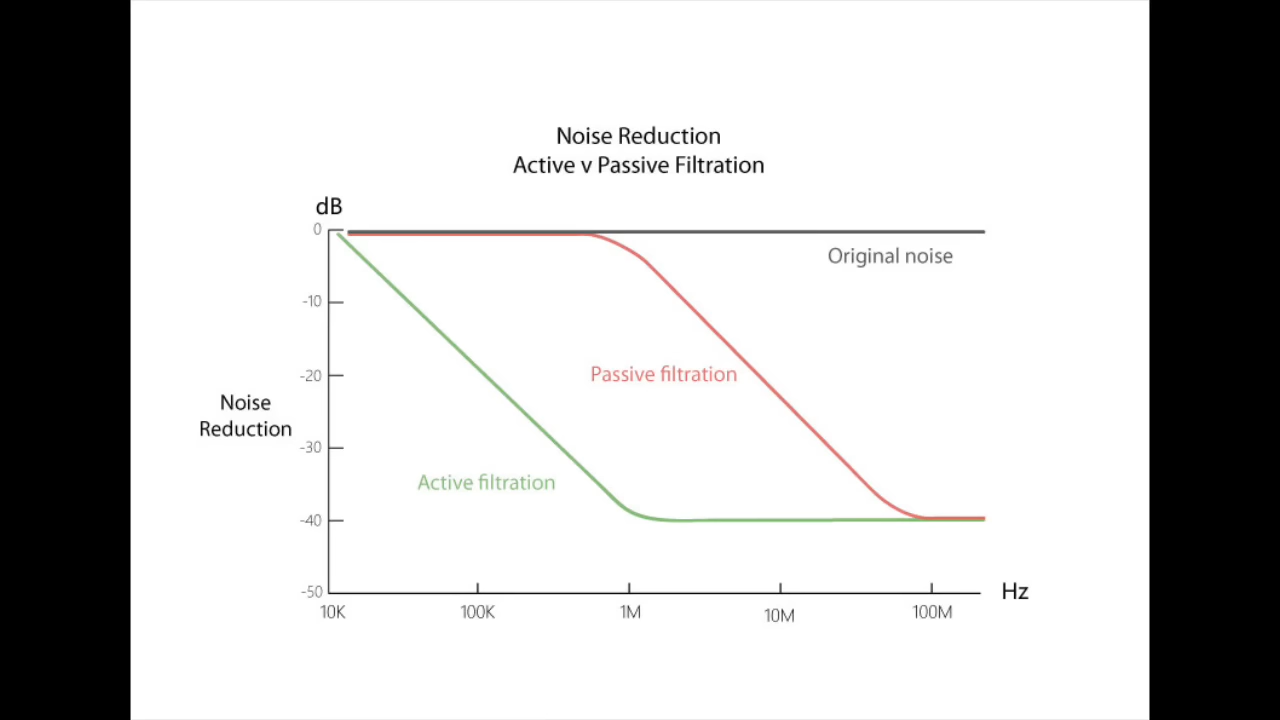 Noise Reduction
Active v Passive Filtration
dB
0
Original noise
-10
Passive filtration
-20
Noise
Reduction
-30
Active filtration
-40
-50
Hz
10K 100K 1M 10M 100M